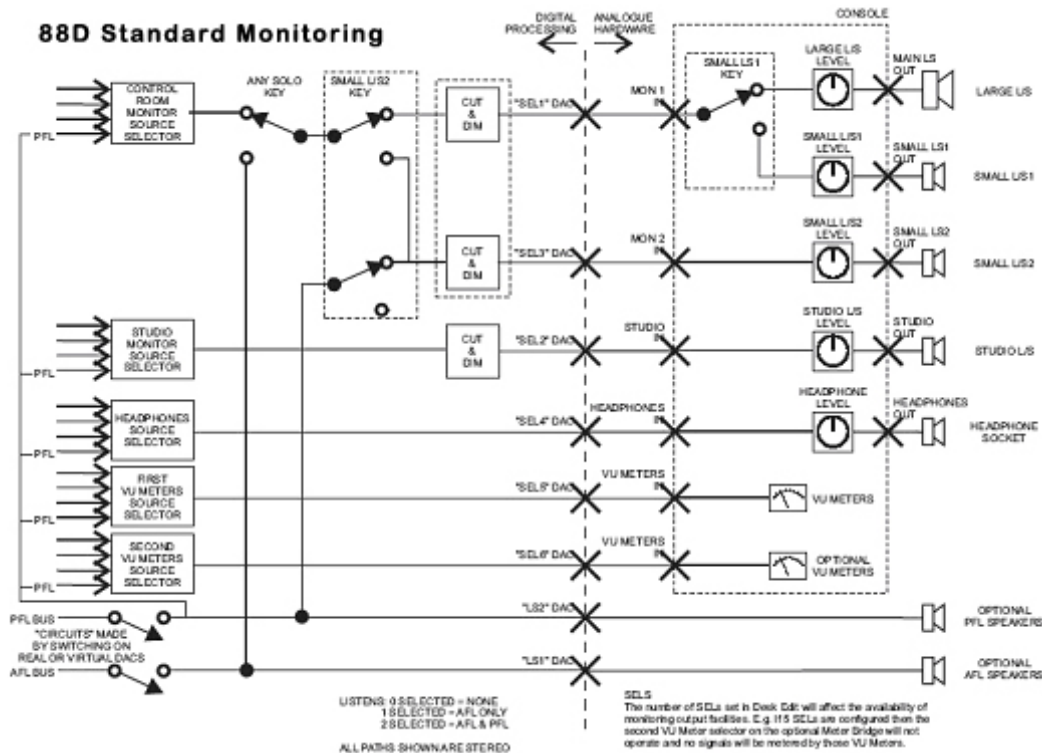 88D Standard Monitoring
DIGITAL
PROCESSING
ANALOGUE
HARDWARE
CONSOLE
CONTROL
ROOM
MONITOR
SOURCE
SELECTOR
PFL
ANY SOLO
KEY
SMALL L/S2
KEY
CUT
&
DIM
"SEL1" DAC
MON 1
IN
SMALL LS1
KEY
LARGE L/S
LEVEL
MAIN LS
OUT
LARGE L/S
SMALL L/S1
LEVEL
SMALL LS1
OUT
SMALL L/S1
CUT
&
DIM
"SEL3" DAC
MON 2
IN
SMALL L/S2
LEVEL
SMALL LS2
OUT
SMALL L/S2
STUDIO
MONITOR
SOURCE
SELECTOR
PFL
CUT
&
DIM
"SEL2" DAC
STUDIO
IN
STUDIO L/S
LEVEL
STUDIO
OUT
STUDIO L/S
HEADPHONES
SOURCE
SELECTOR
PFL
"SEL4" DAC
HEADPHONES
IN
HEADPHONE
LEVEL
HEADPHONES
OUT
HEADPHONE
SOCKET
FIRST
VU METERS
SOURCE
SELECTOR
PFL
"SEL5" DAC
VU METERS
IN
VU METERS
SECOND
VU METERS
SOURCE
SELECTOR
PFL
"SEL6" DAC
VU METERS
IN
OPTIONAL
VU METERS
PFL BUS
"LS2" DAC
OPTIONAL
PFL SPEAKERS
"CIRCUITS" MADE
BY SWITCHING ON
REAL OR VIRTUAL DACS
AFL BUS
"LS1" DAC
OPTIONAL
AFL SPEAKERS
LISTENS: 0 SELECTED = NONE
1 SELECTED = AFL ONLY
2 SELECTED = AFL & PFL
ALL PATHS SHOWN ARE STEREO
SELS
The number of SELs set in Desk Edit will affect the availability of
monitoring output facilities. E.g. If 5 SELs are configured then the
second VU Meter selector on the optional Meter Bridge will not
operate and no signals will be metered by those VU Meters.